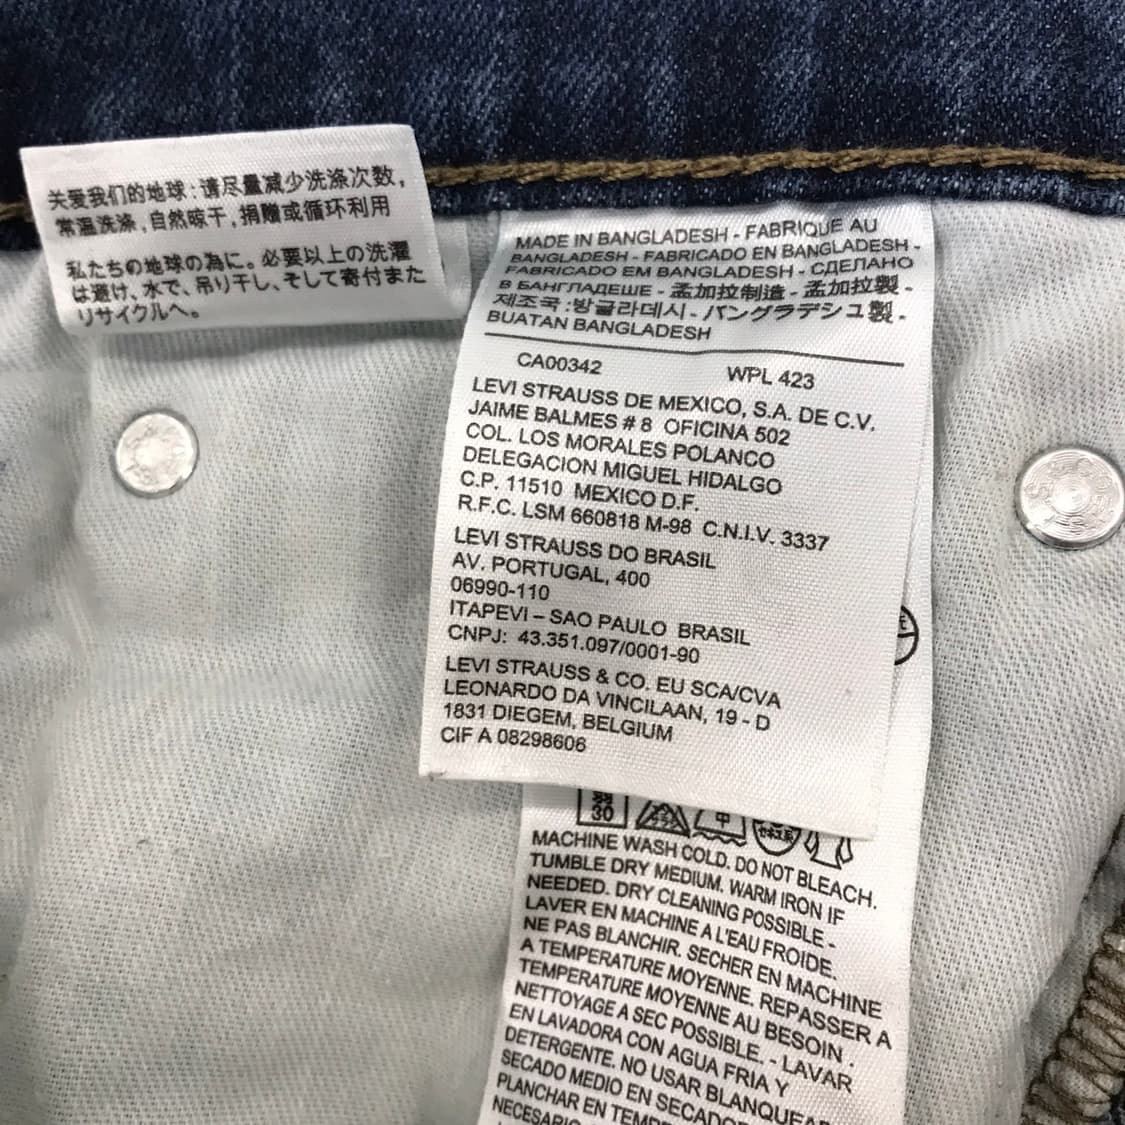 关爱我们的地球：请尽量减少洗涤次数，
常温洗涤，自然晾干，捐赠或循环利用
私たちの地球の為に。必要以上の洗濯
は避け、水で、吊り干し、そして寄付また
リサイクルへ。
MADE IN BANGLADESH - FABRIQUE AU
BANGLADESH - FABRICADO EN BANGLADESH -
FABRICADO EM BANGLADESH - СДЕЛАНО
В БАНГЛАДЕШЕ - 孟加拉制造 - 孟加拉製 -
제조국 : 방글라데시 - バングラデシュ製 -
BUATAN BANGLADESH
CA00342 WPL 423
LEVI STRAUSS DE MEXICO, S.A. DE C.V.
JAIME BALMES # 8 OFICINA 502
COL. LOS MORALES POLANCO
DELEGACION MIGUEL HIDALGO
C.P. 11510 MEXICO D.F.
R.F.C. LSM 660818 M-98 C.N.I.V. 3337
LEVI STRAUSS DO BRASIL
AV. PORTUGAL, 400
06990-110
ITAPEVI – SAO PAULO BRASIL
CNPJ: 43.351.097/0001-90
LEVI STRAUSS & CO. EU SCA/CVA
LEONARDO DA VINCILAAN, 19 - D
1831 DIEGEM, BELGIUM
CIF A 08298606
30 中
MACHINE WASH COLD. DO NOT BLEACH.
TUMBLE DRY MEDIUM. WARM IRON IF
NEEDED. DRY CLEANING POSSIBLE -
LAVER EN MACHINE A L'EAU FROIDE.
NE PAS BLANCHIR. SECHER EN MACHINE
A TEMPERATURE MOYENNE. REPASSER A
TEMPERATURE MOYENNE AU BESOIN .
NETTOYAGE A SEC POSSIBLE. - LAVAR
EN LAVADORA CON AGUA FRIA Y
DETERGENTE. NO USAR BLANQUEA
SECADO MEDIO EN SECADO
PLANCHAR EN TEMP
NECESARIO